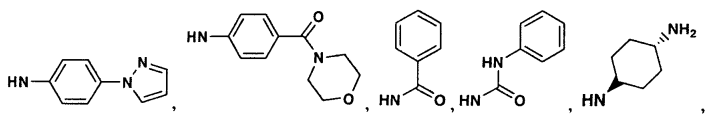 HN N N ,
HN O N O ,
HN O ,
HN HN O ,
HN NH₂ ,